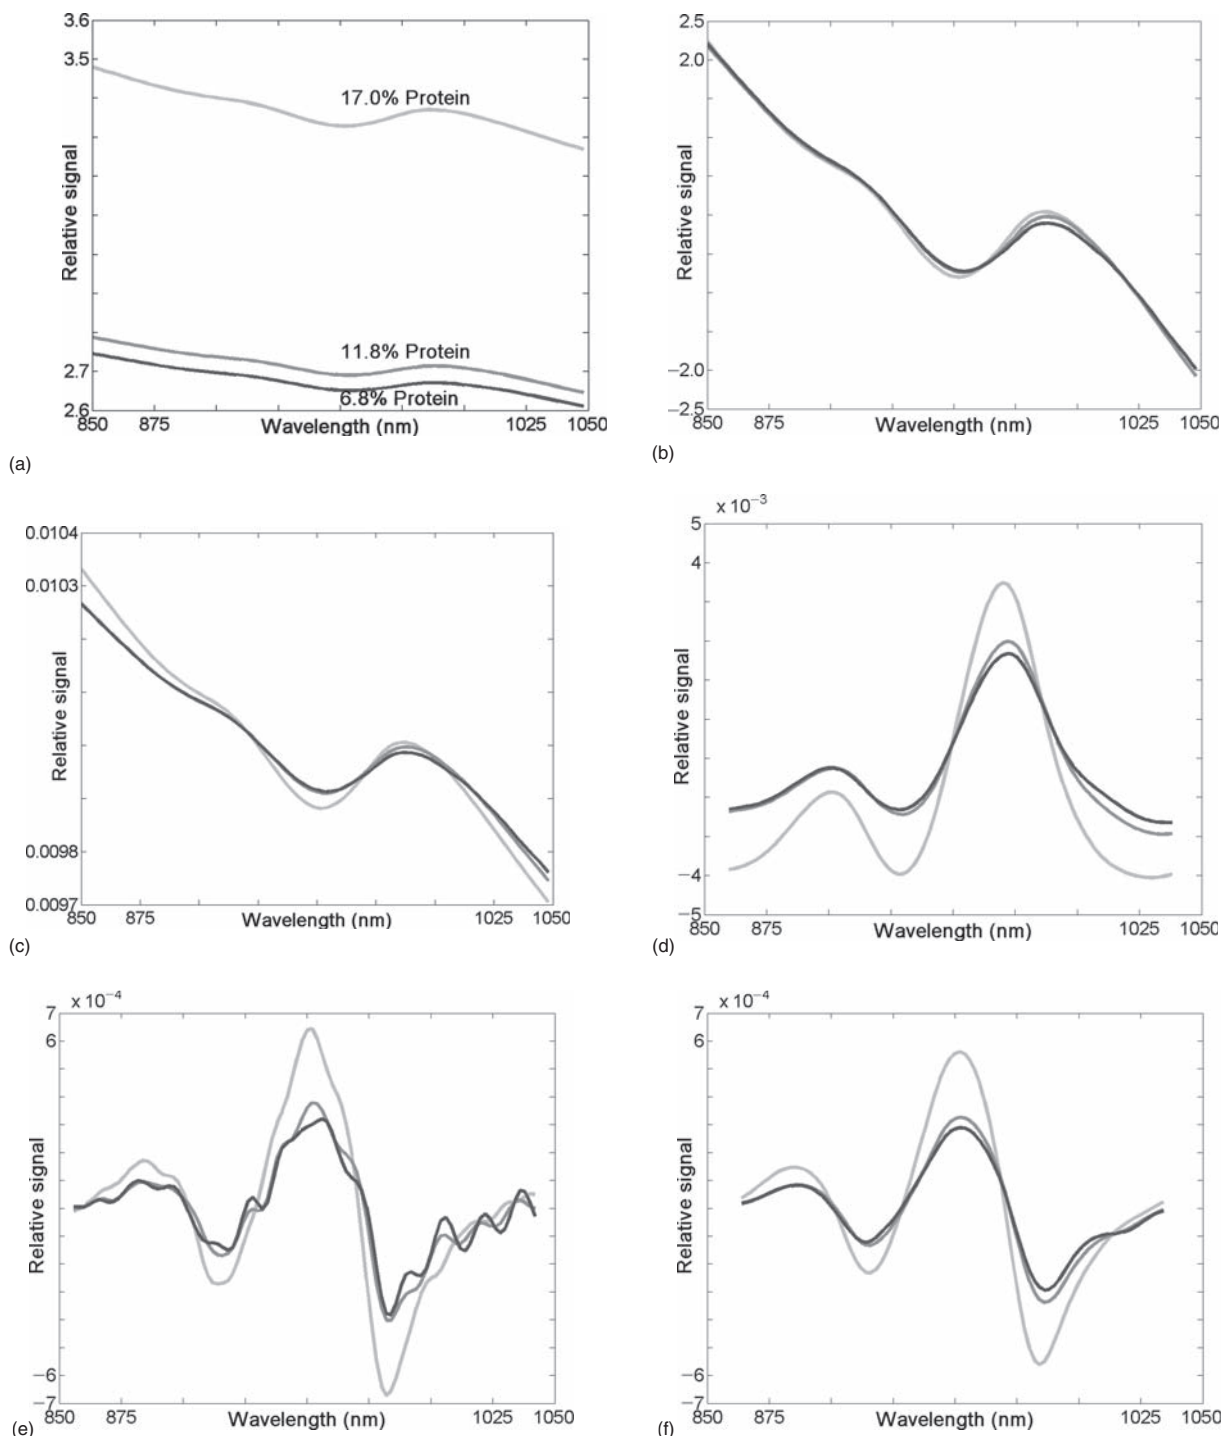 3.6
3.5
17.0% Protein
Relative signal
11.8% Protein
2.7
6.8% Protein
2.6
850 875 Wavelength (nm) 1025 1050
(a)
2.5
2.0
Relative signal
−2.0
−2.5
850 875 Wavelength (nm) 1025 1050
(b)
0.0104
0.0103
Relative signal
0.0098
0.0097
850 875 Wavelength (nm) 1025 1050
(c)
x 10−3
5
4
Relative signal
−4
−5
850 875 Wavelength (nm) 1025 1050
(d)
x 10−4
7
6
Relative signal
−6
−7
850 875 Wavelength (nm) 1025 1050
(e)
x 10−4
7
6
Relative signal
−6
−7
850 875 Wavelength (nm) 1025 1050
(f)